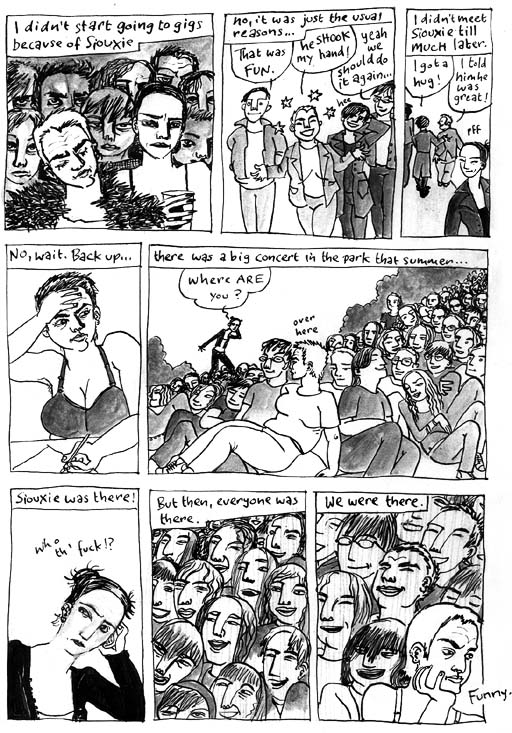 I didn't start going to gigs
because of Siouxie
no, it was just the usual
reasons...
That was
FUN.
he SHOOK
my hand!
yeah
we
should do
it again...
hee
I didn't meet
Siouxie till
MUCH later.
I got a
hug!
I told
him he
was
great!
pff
No, wait. Back up...
there was a big concert in the park that summer...
Where ARE
you?
over
here
Siouxie was there!
who
th' fuck!?
But then, everyone was
there.
We were there.
Funny.